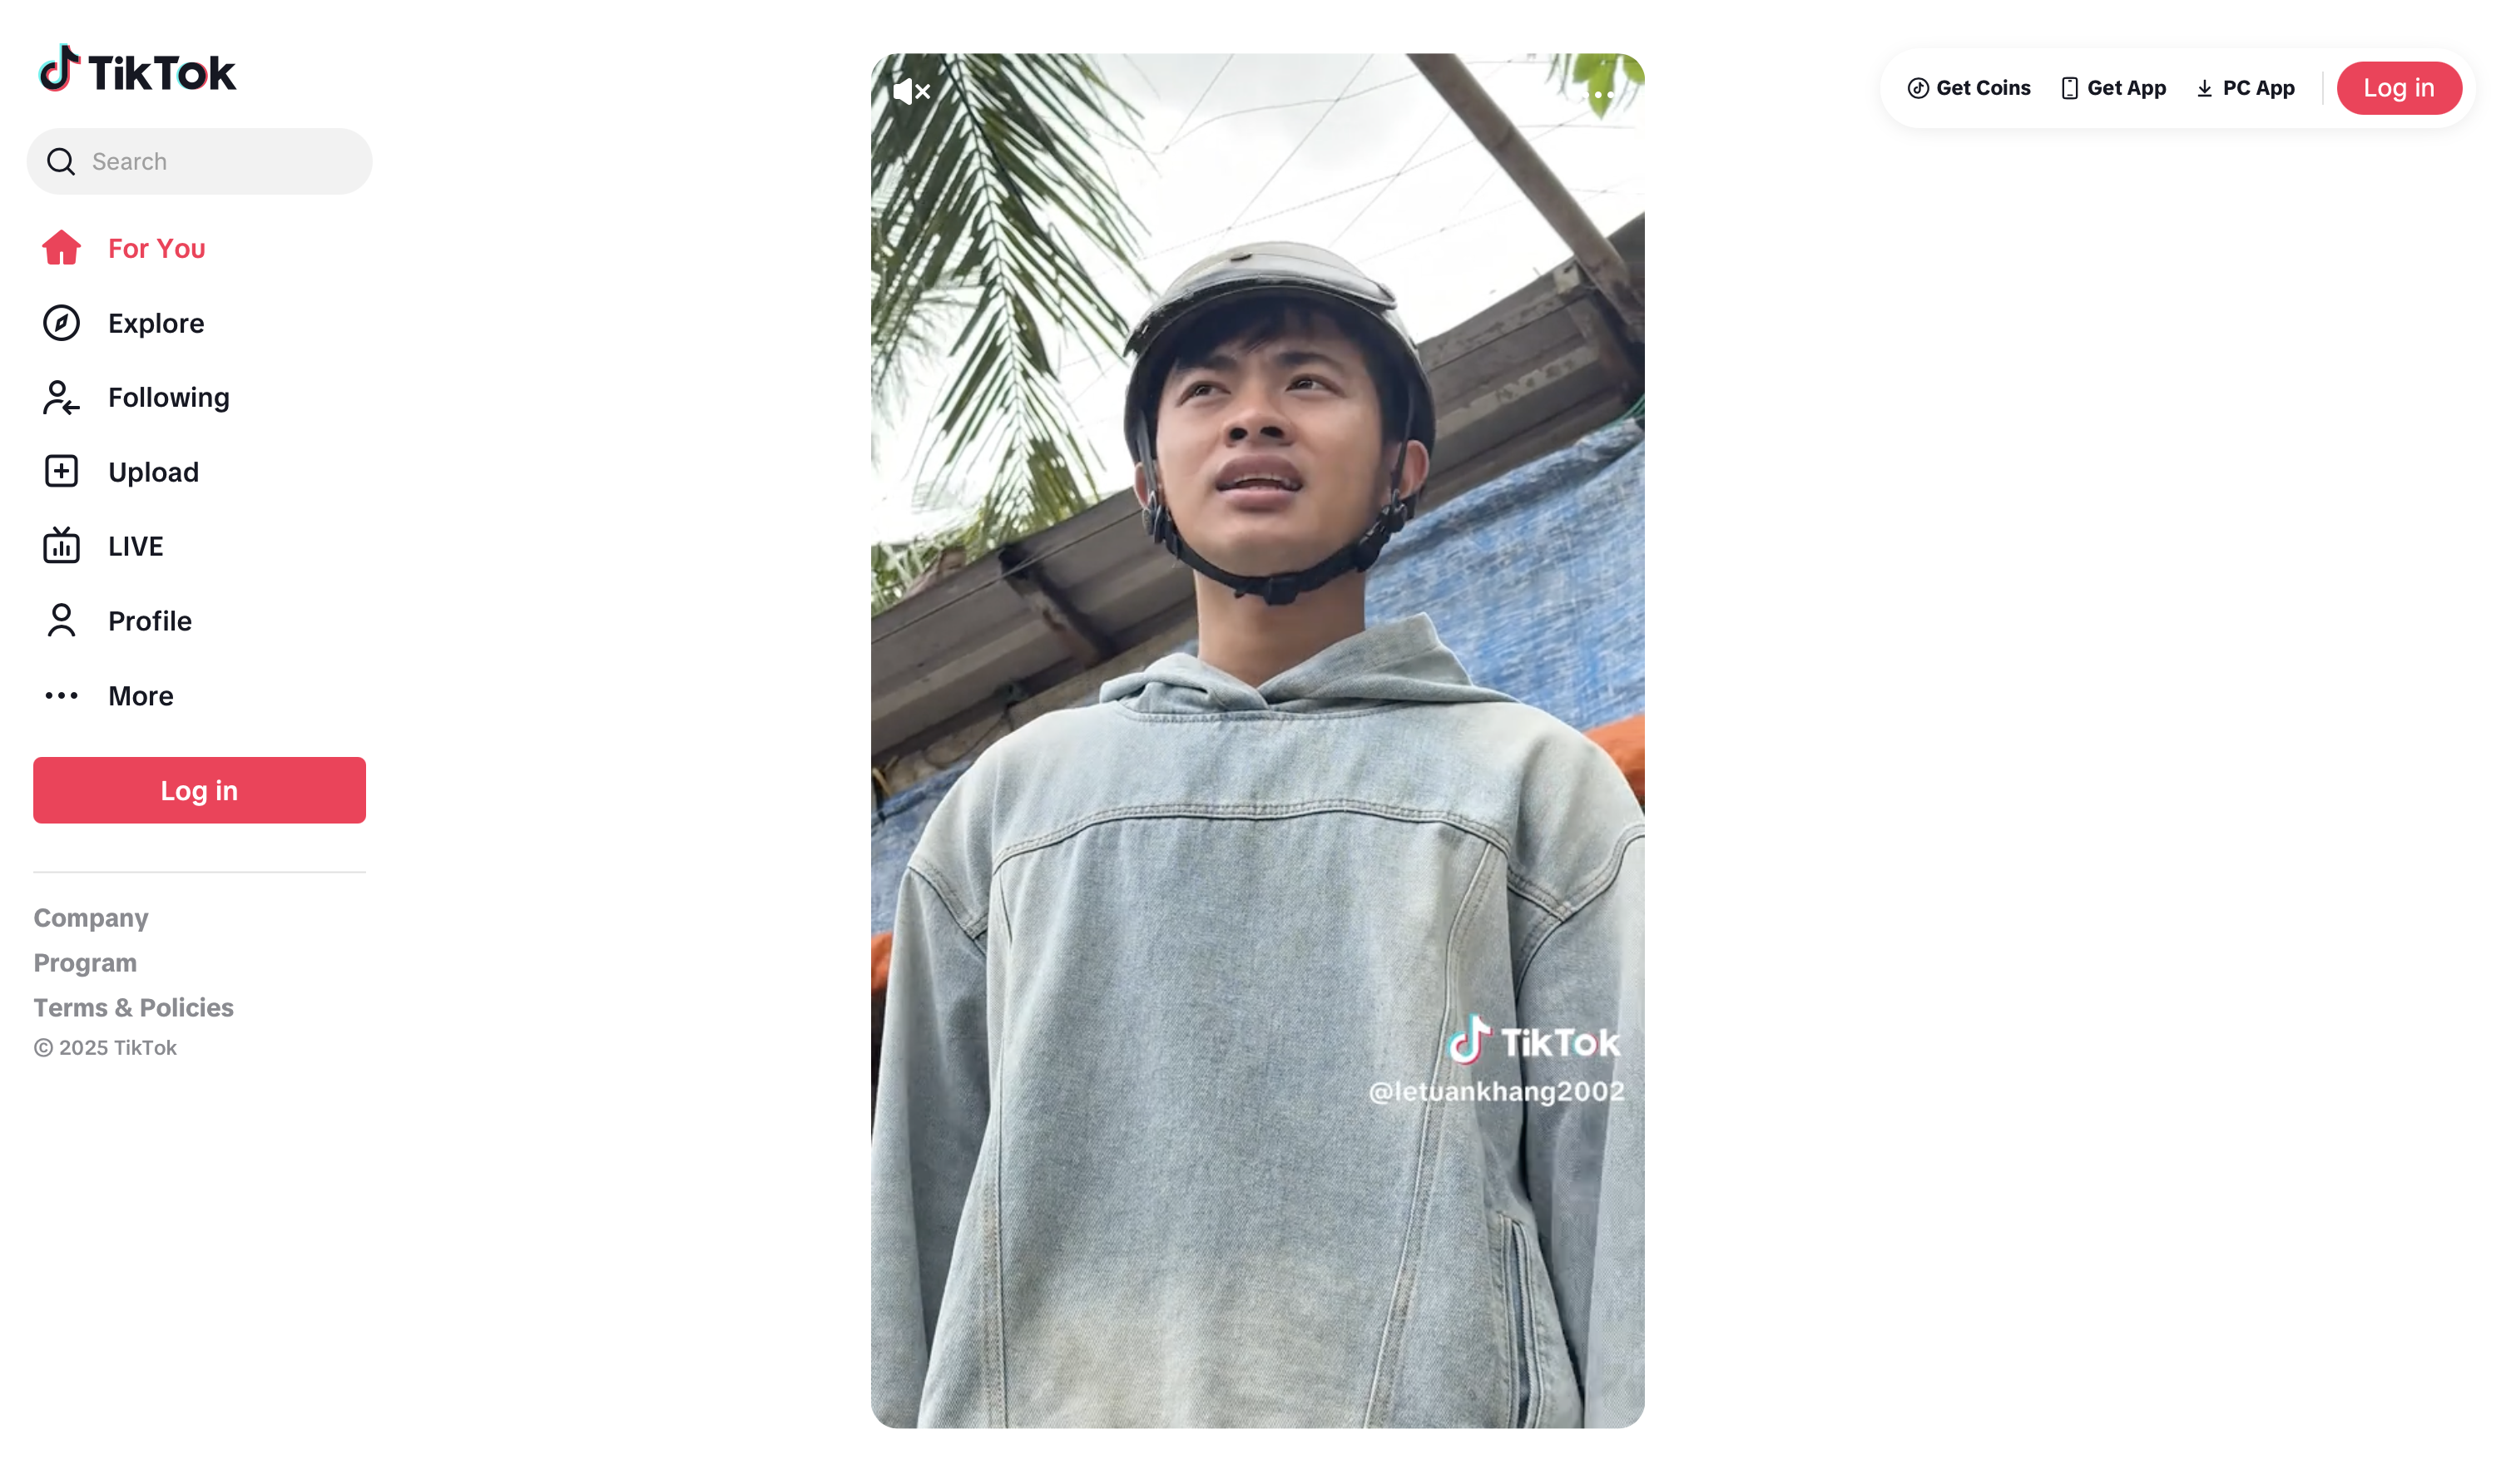 TikTok
Search
For You
Explore
Following
Upload
LIVE
Profile
More
Log in
Company
Program
Terms & Policies
© 2025 TikTok
TikTok
@letuankhang2002
Get Coins
Get App
PC App
Log in